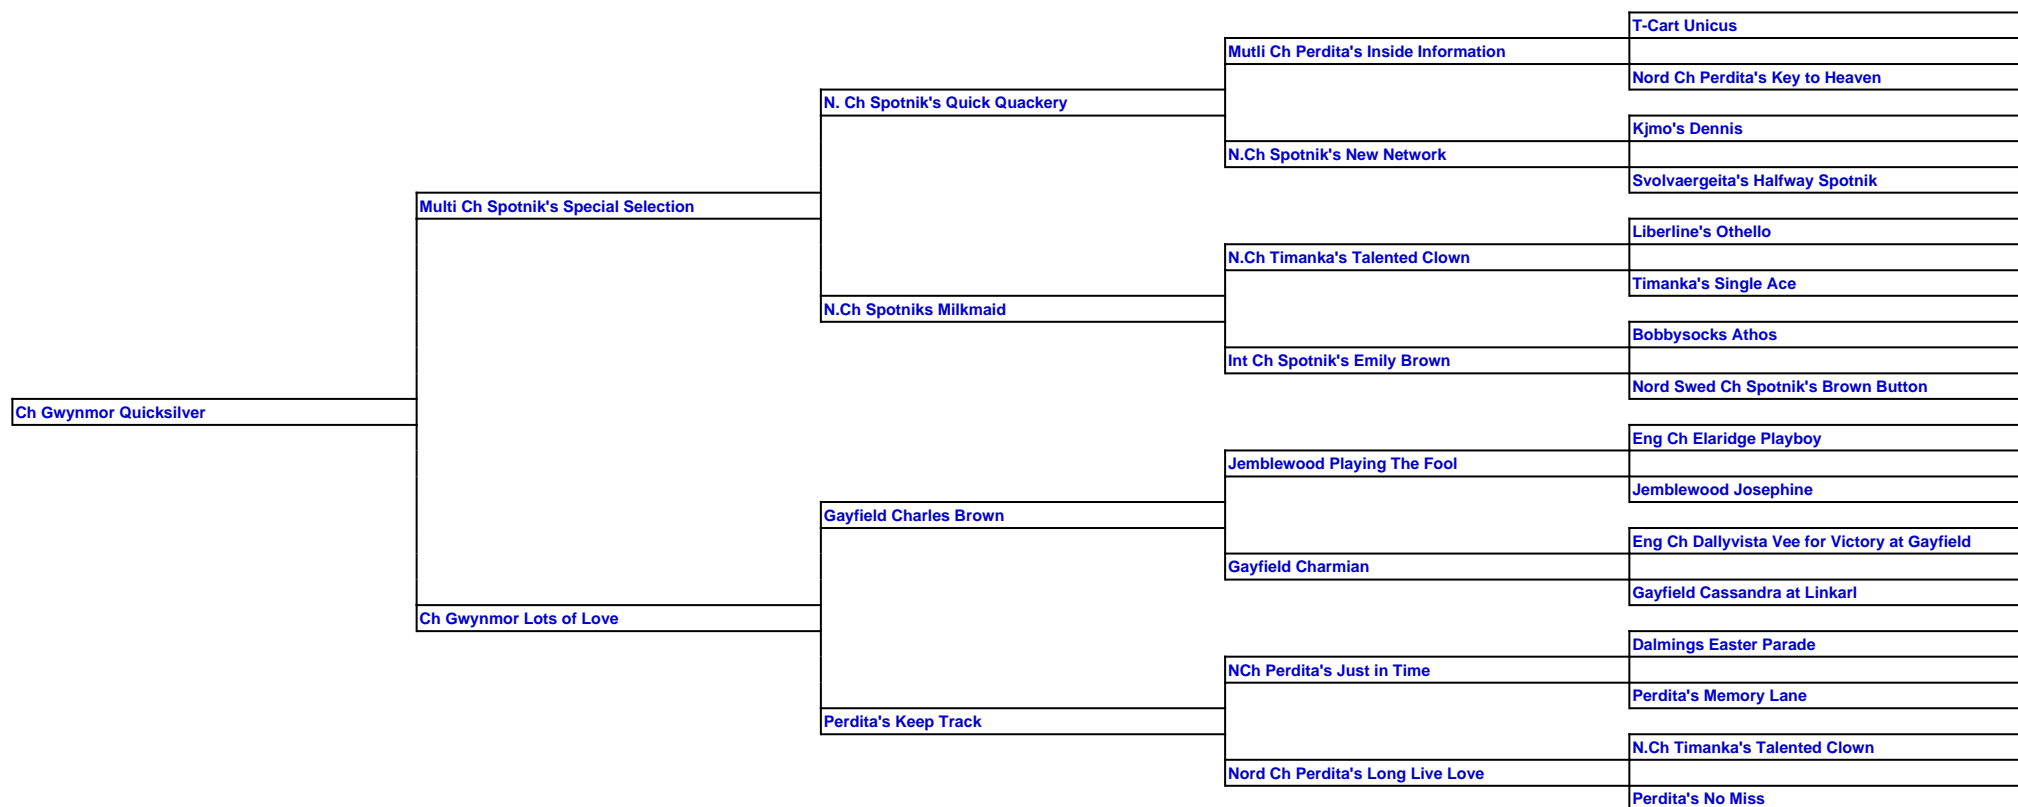 T-Cart Unicus
Mutli Ch Perdita's Inside Information
Nord Ch Perdita's Key to Heaven
N. Ch Spotnik's Quick Quackery
Kjmo's Dennis
N.Ch Spotnik's New Network
Svolvaergeita's Halfway Spotnik
Multi Ch Spotnik's Special Selection
Liberline's Othello
N.Ch Timanka's Talented Clown
Timanka's Single Ace
N.Ch Spotniks Milkmaid
Bobbysocks Athos
Int Ch Spotnik's Emily Brown
Nord Swed Ch Spotnik's Brown Button
Ch Gwynmor Quicksilver
Eng Ch Elaridge Playboy
Jemblewood Playing The Fool
Jemblewood Josephine
Gayfield Charles Brown
Eng Ch Dallyvista Vee for Victory at Gayfield
Gayfield Charmian
Gayfield Cassandra at Linkarl
Ch Gwynmor Lots of Love
Dalmings Easter Parade
NCh Perdita's Just in Time
Perdita's Memory Lane
Perdita's Keep Track
N.Ch Timanka's Talented Clown
Nord Ch Perdita's Long Live Love
Perdita's No Miss